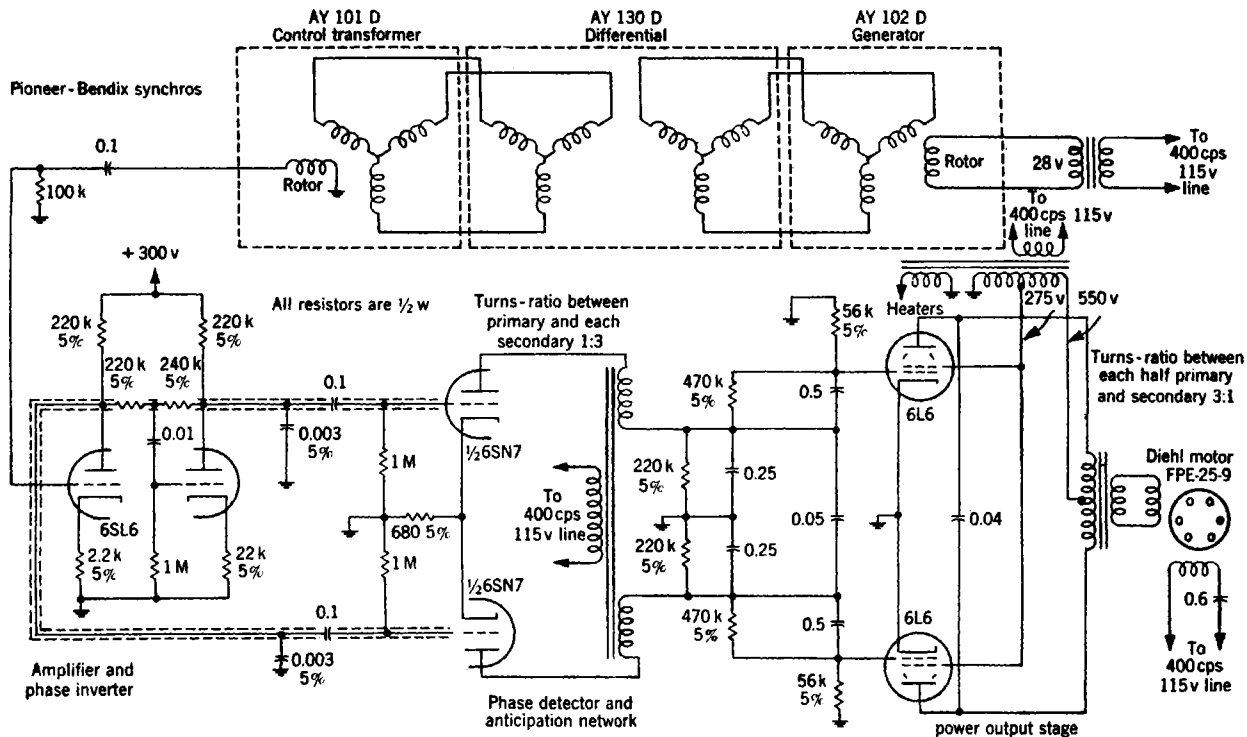 AY 101 D
Control transformer
AY 130 D
Differential
AY 102 D
Generator
Pioneer-Bendix synchros
0.1
100 k
Rotor
Rotor
28 v
To
400 cps
115 v
line
To
400 cps 115 v
line
+ 300 v
All resistors are ½ w
220 k
5%
220 k
5%
220 k
5%
240 k
5%
0.01
0.1
0.003
5%
6SL6
2.2 k
5%
1 M
22 k
5%
0.1
0.003
5%
Amplifier and
phase inverter
Turns-ratio between
primary and each
secondary 1:3
½ 6SN7
1 M
680 5%
1 M
½ 6SN7
To
400 cps
115 v line
Phase detector and
anticipation network
56 k
5%
470 k
5%
0.5
220 k
5%
0.25
0.05
220 k
5%
0.25
470 k
5%
0.5
56 k
5%
Heaters
275 v
550 v
6L6
0.04
6L6
power output stage
Turns-ratio between
each half primary
and secondary 3:1
Diehl motor
FPE-25-9
0.6
To
400 cps
115 v line